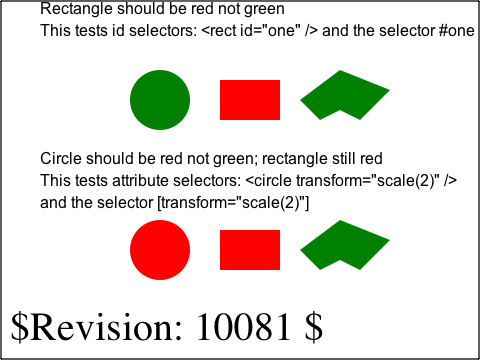 Rectangle should be red not green
This tests id selectors: <rect id="one" /> and the selector #one
Circle should be red not green; rectangle still red
This tests attribute selectors: <circle transform="scale(2)" />
and the selector [transform="scale(2)"]
$Revision: 10081 $